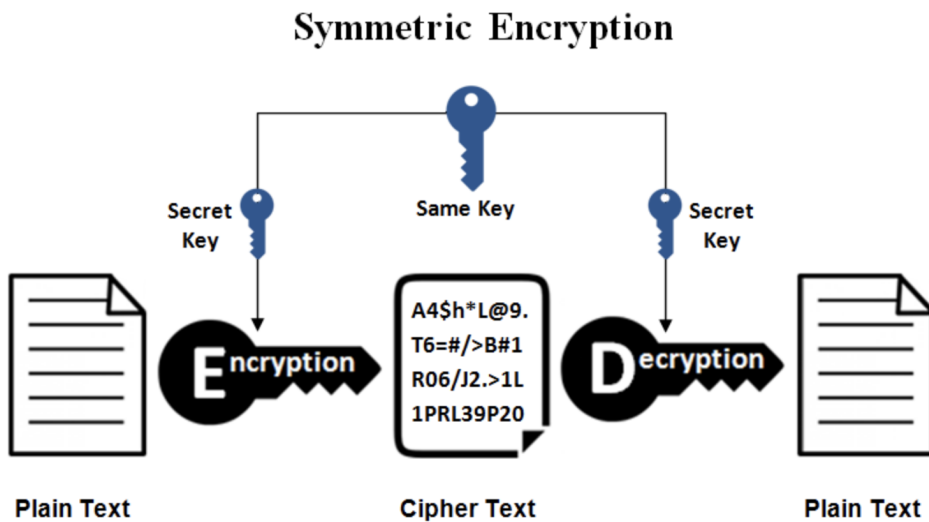 Symmetric Encryption
Same Key
Secret
Key
Secret
Key
Encryption
A4$h*L@9.
T6=#/>B#1
R06/J2.>1L
1PRL39P20
Decryption
Plain Text
Cipher Text
Plain Text